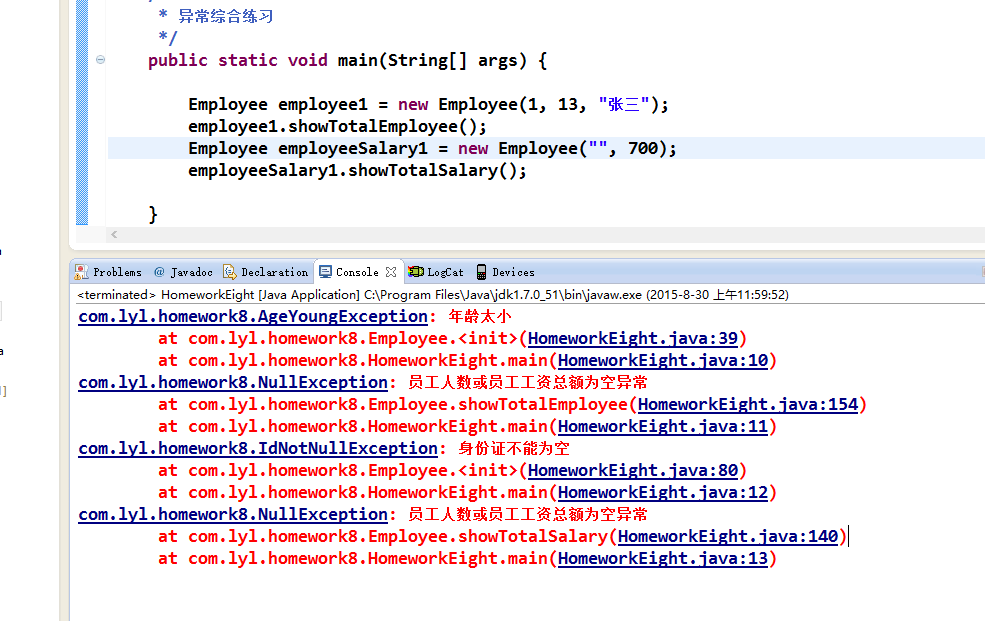 * 异常综合练习
*/
public static void main(String[] args) {
Employee employee1 = new Employee(1, 13, "张三");
employee1.showTotalEmployee();
Employee employeeSalary1 = new Employee("", 700);
employeeSalary1.showTotalSalary();
}
Problems @ Javadoc Declaration Console LogCat Devices
<terminated> HomeworkEight [Java Application] C:\Program Files\Java\jdk1.7.0_51\bin\javaw.exe (2015-8-30 上午11:59:52)
com.lyl.homework8.AgeYoungException: 年龄太小
at com.lyl.homework8.Employee.<init>(HomeworkEight.java:39)
at com.lyl.homework8.HomeworkEight.main(HomeworkEight.java:10)
com.lyl.homework8.NullException: 员工人数或员工工资总额为空异常
at com.lyl.homework8.Employee.showTotalEmployee(HomeworkEight.java:154)
at com.lyl.homework8.HomeworkEight.main(HomeworkEight.java:11)
com.lyl.homework8.IdNotNullException: 身份证不能为空
at com.lyl.homework8.Employee.<init>(HomeworkEight.java:80)
at com.lyl.homework8.HomeworkEight.main(HomeworkEight.java:12)
com.lyl.homework8.NullException: 员工人数或员工工资总额为空异常
at com.lyl.homework8.Employee.showTotalSalary(HomeworkEight.java:140)
at com.lyl.homework8.HomeworkEight.main(HomeworkEight.java:13)